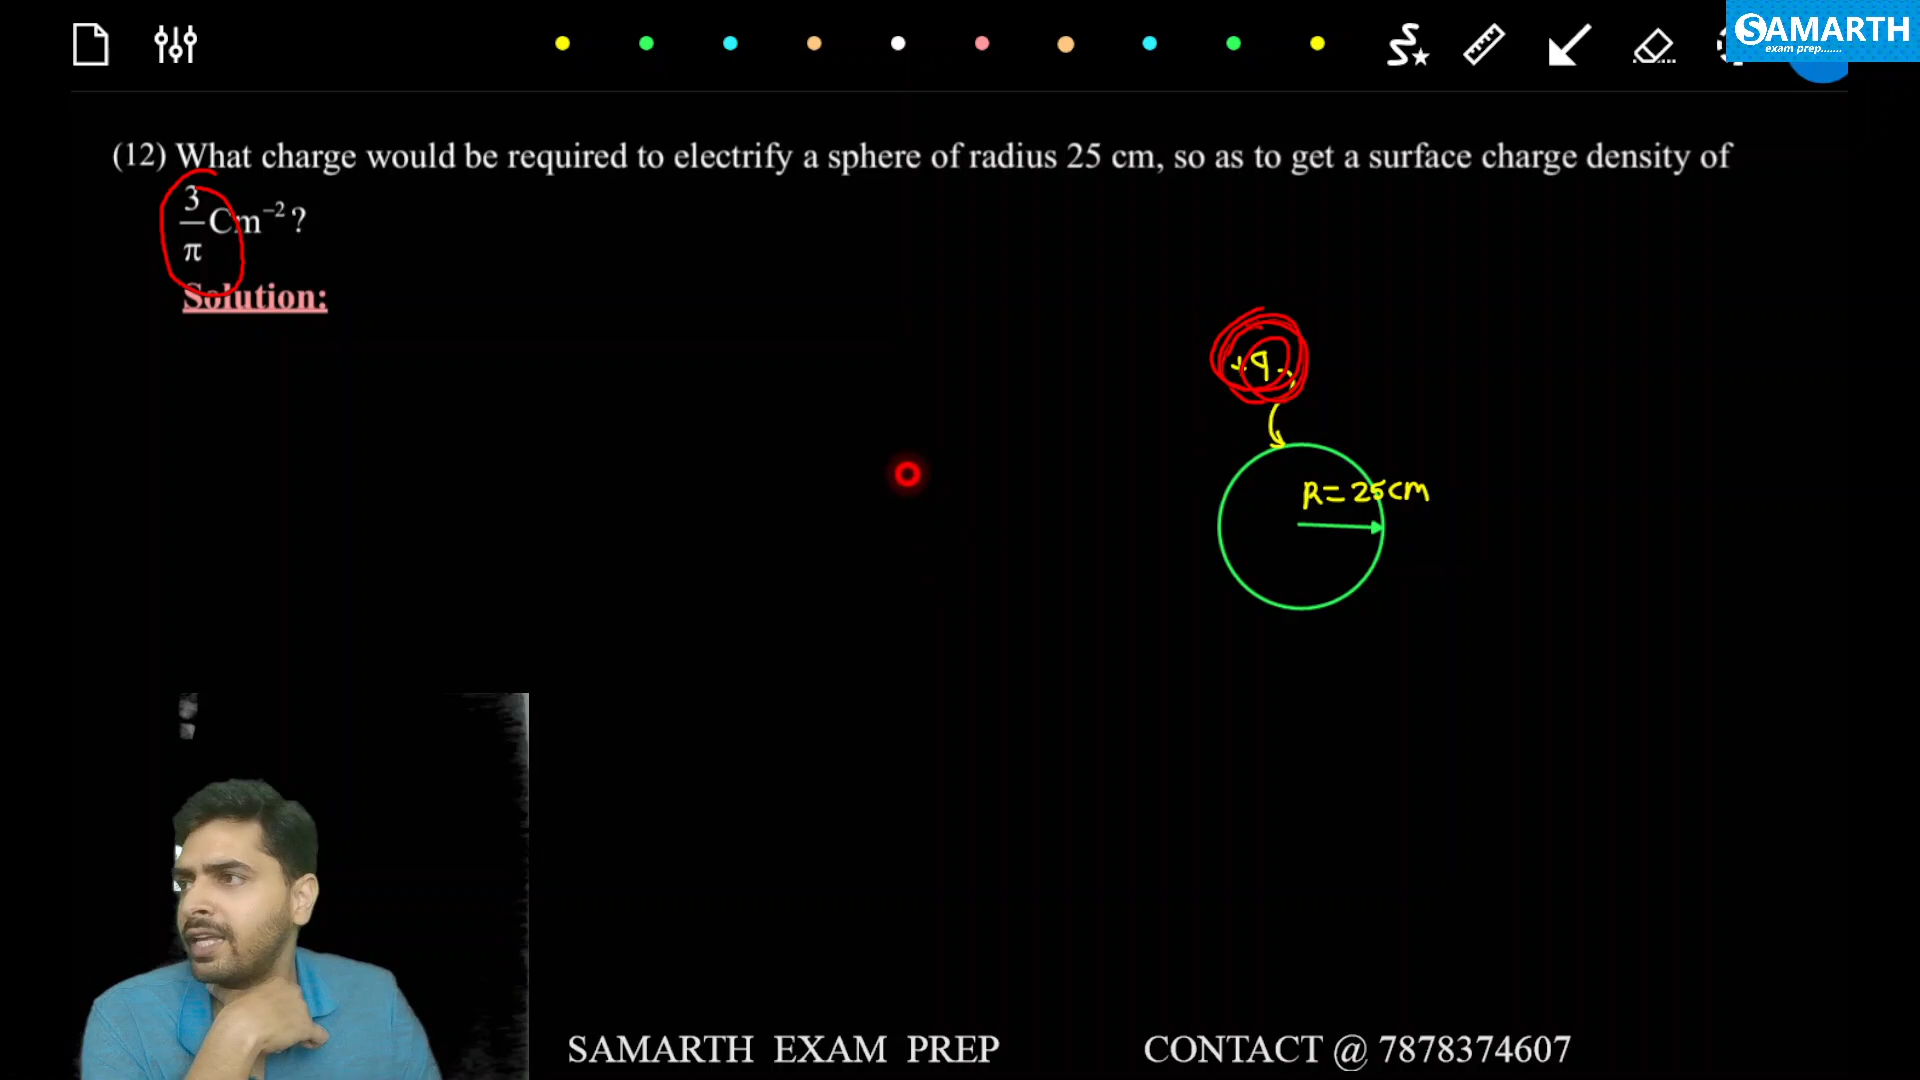 SAMARTH
exam prep.......
(12) What charge would be required to electrify a sphere of radius 25 cm, so as to get a surface charge density of
3/π Cm⁻² ?
Solution:
+q
R = 25cm
SAMARTH EXAM PREP CONTACT @ 7878374607